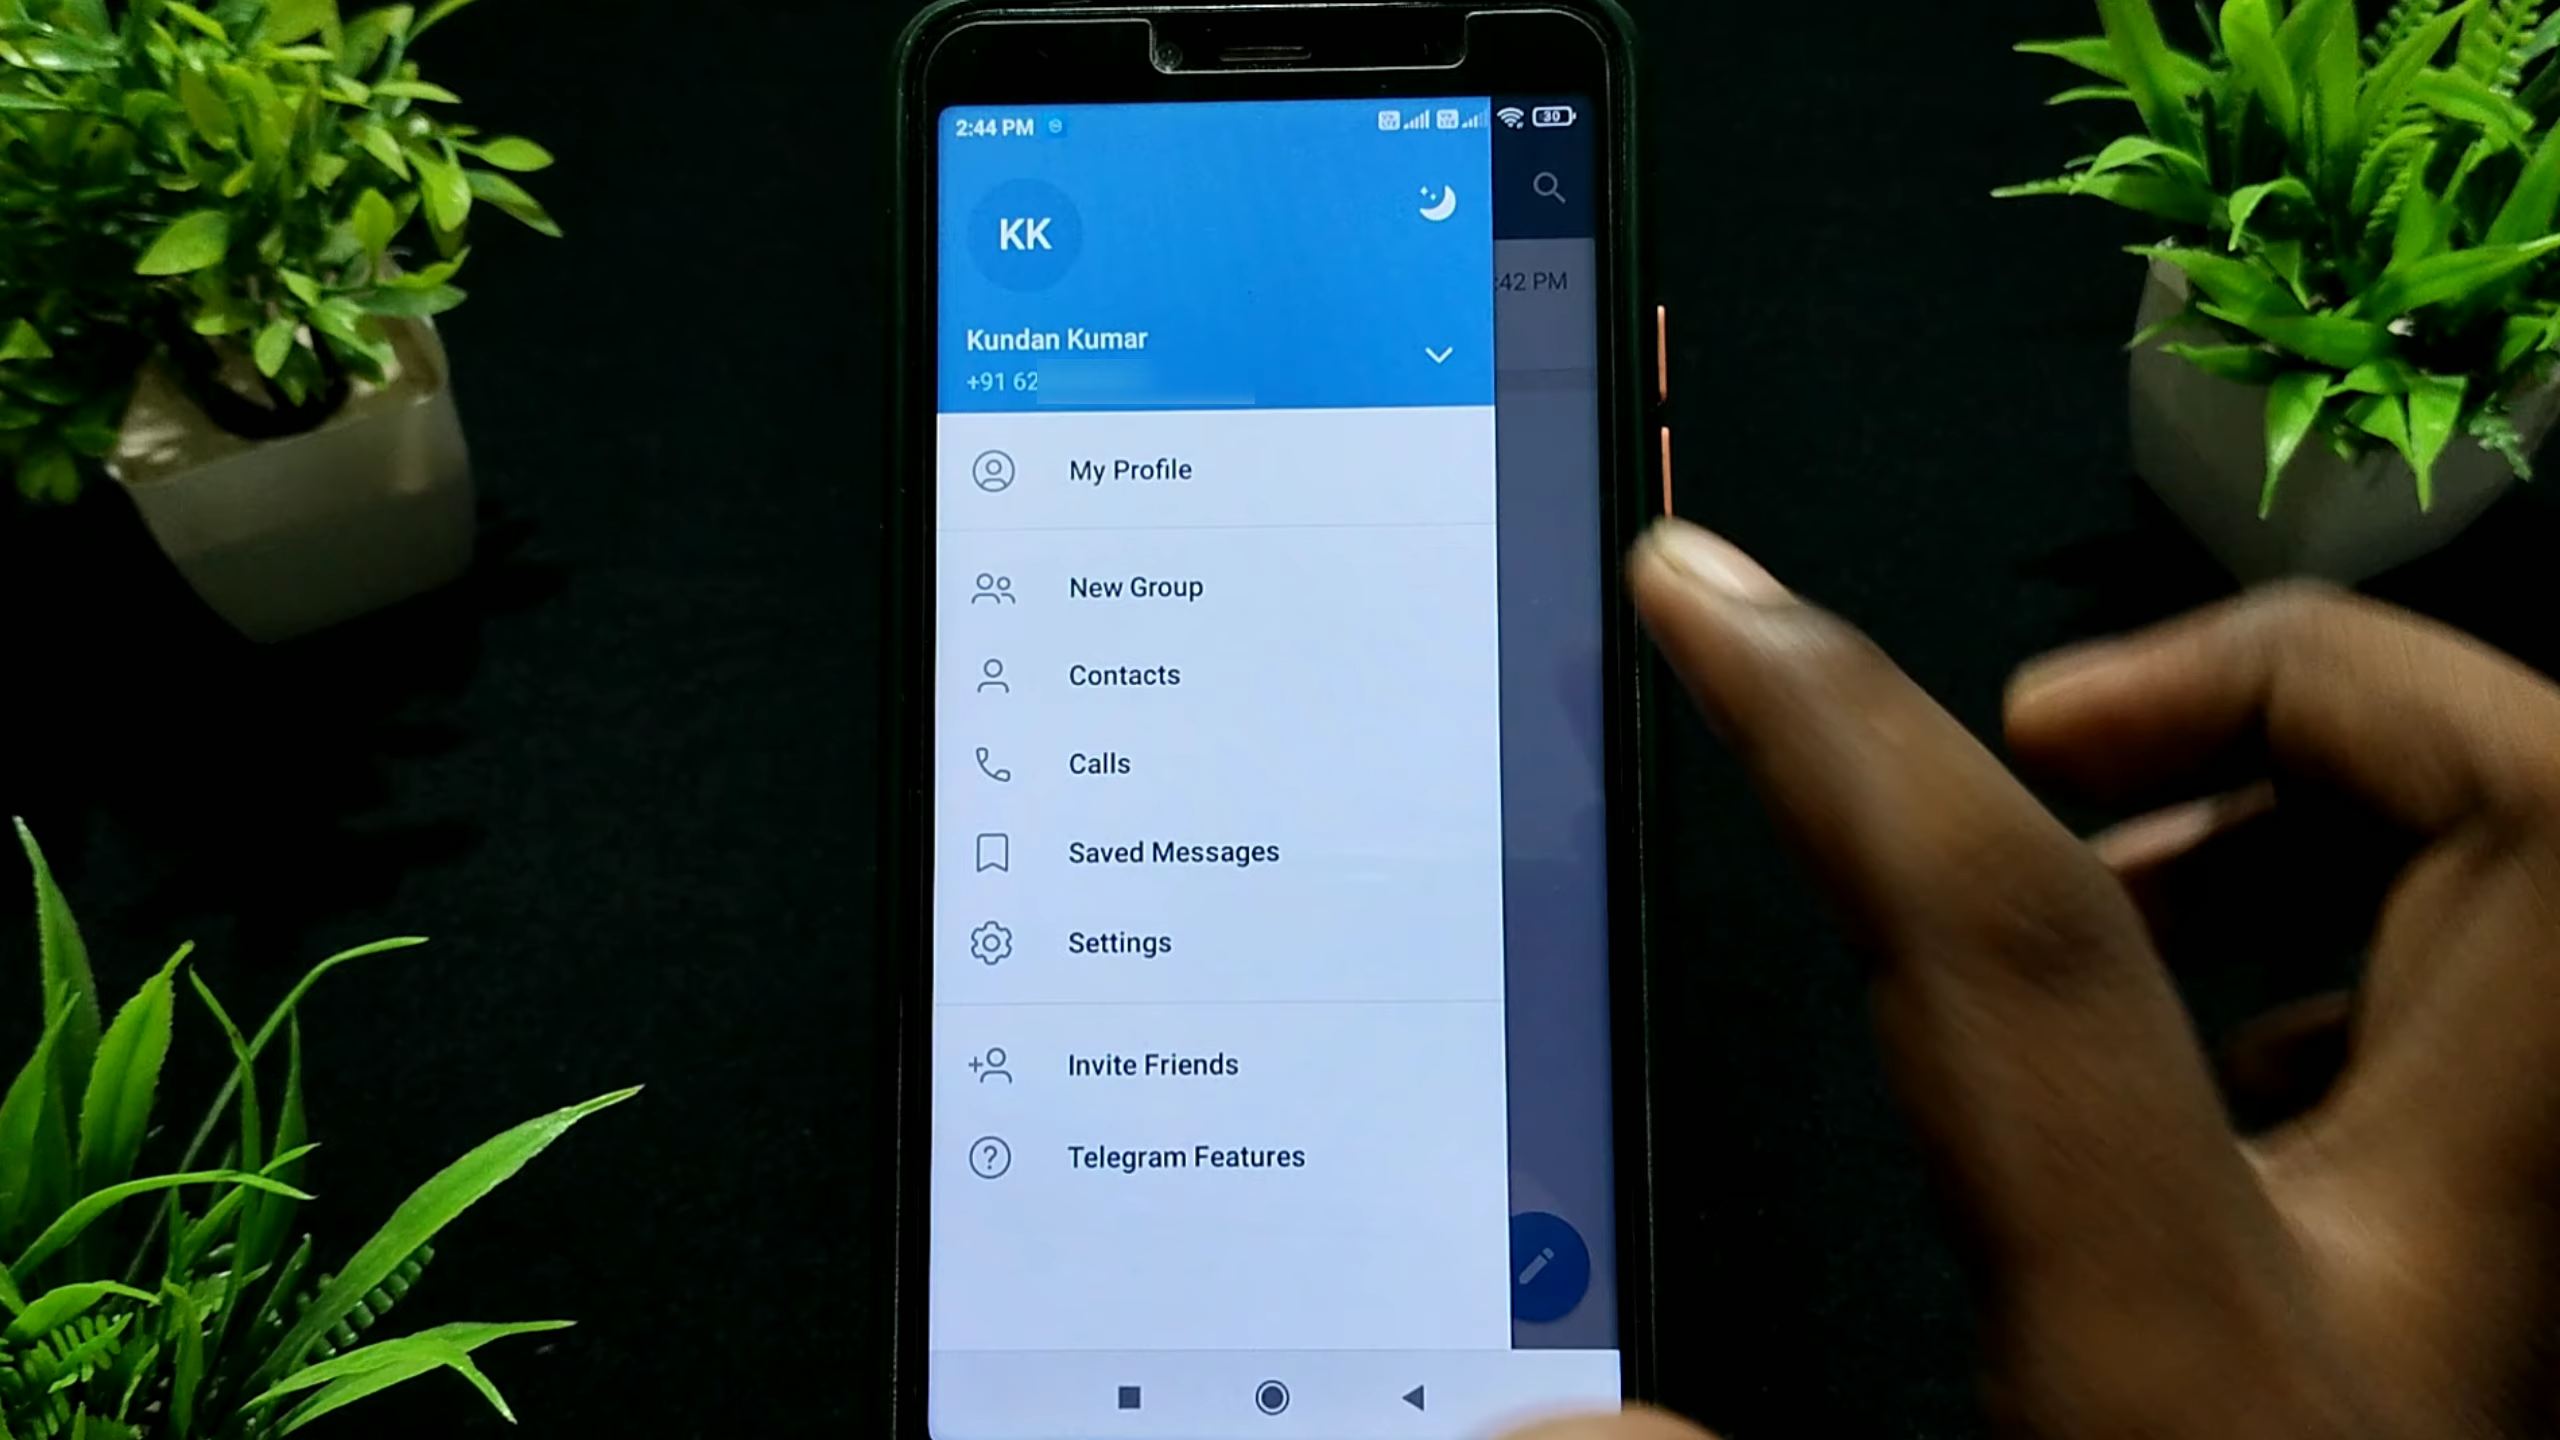 2:44 PM
30
KK
:42 PM
Kundan Kumar
+91 62
My Profile
New Group
Contacts
Calls
Saved Messages
Settings
Invite Friends
Telegram Features